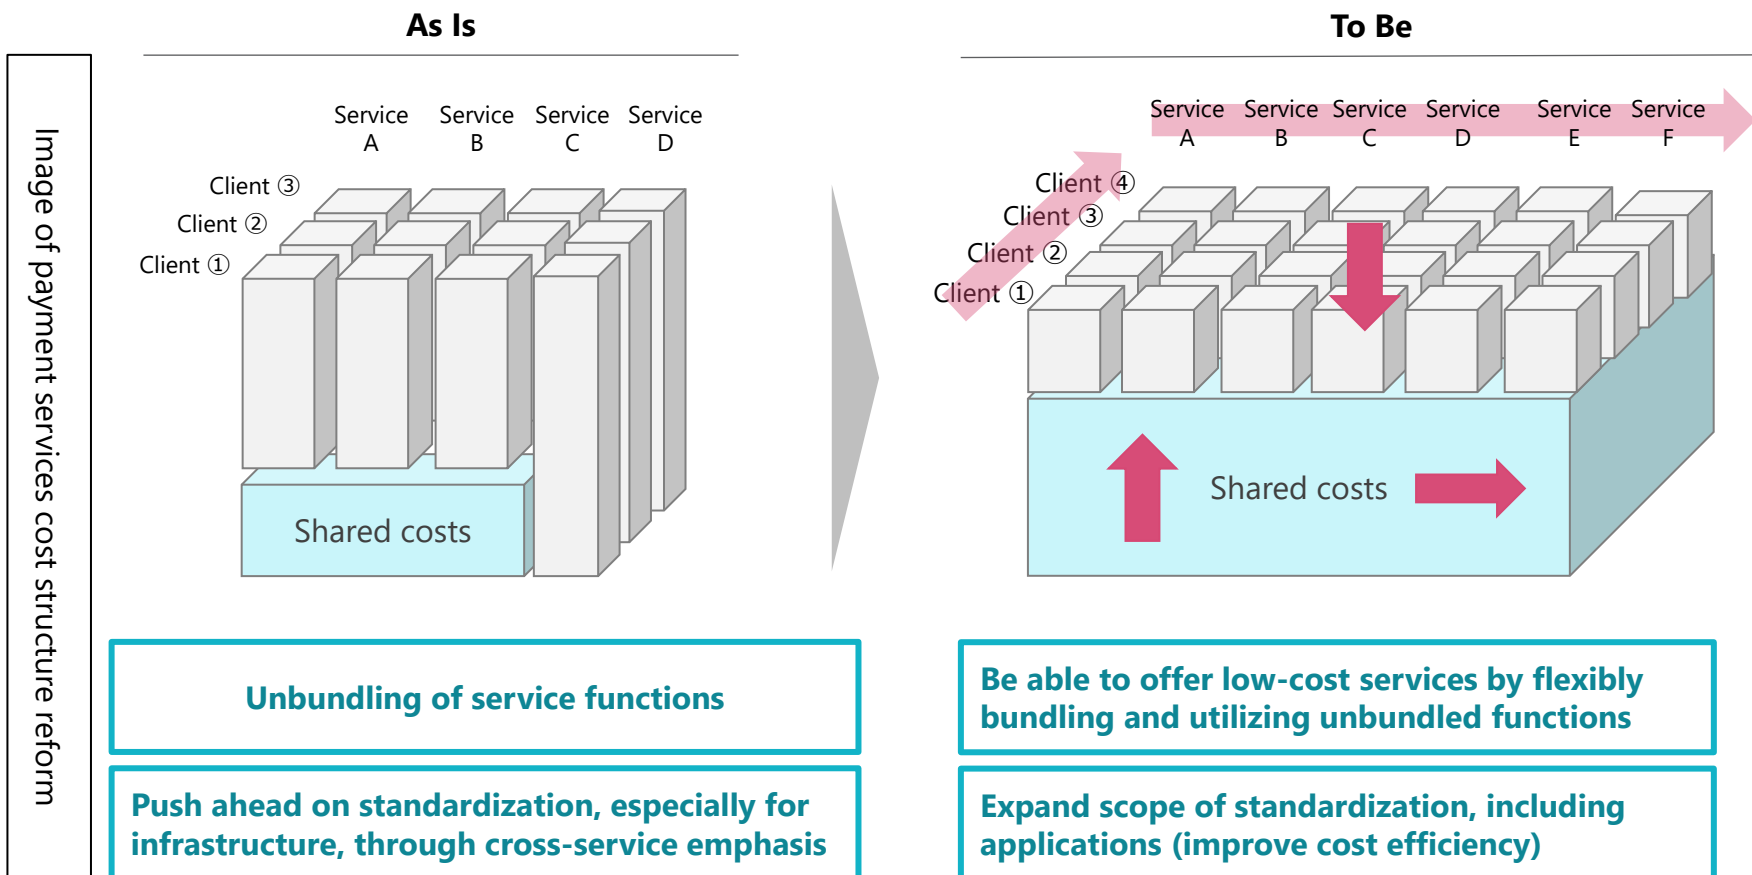 As Is
To Be
Image of payment services cost structure reform
Service
A
Service
B
Service
C
Service
D
Client ③
Client ②
Client ①
Shared costs
Service
A
Service
B
Service
C
Service
D
Service
E
Service
F
Client ④
Client ③
Client ②
Client ①
Shared costs
Unbundling of service functions
Push ahead on standardization, especially for
infrastructure, through cross-service emphasis
Be able to offer low-cost services by flexibly
bundling and utilizing unbundled functions
Expand scope of standardization, including
applications (improve cost efficiency)